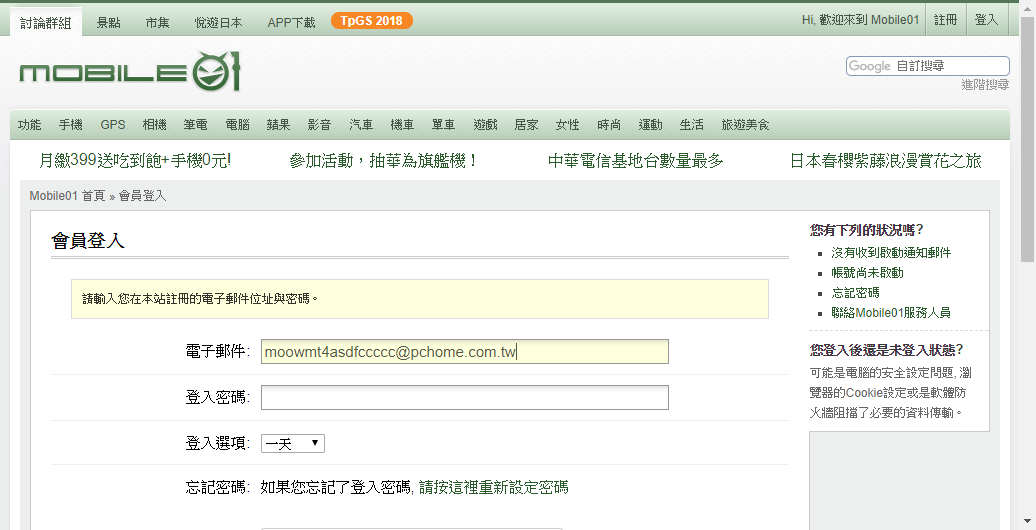 討論群組 景點 市集 悅遊日本 APP下載 TpGS 2018 Hi, 歡迎來到 Mobile01 註冊 登入
MOBILE01
Google 自訂搜尋
進階搜尋
功能 手機 GPS 相機 筆電 電腦 蘋果 影音 汽車 機車 單車 遊戲 居家 女性 時尚 運動 生活 旅遊美食
月繳399送吃到飽+手機0元! 參加活動，抽華為旗艦機！ 中華電信基地台數量最多 日本春櫻紫藤浪漫賞花之旅
Mobile01 首頁 » 會員登入
會員登入
請輸入您在本站註冊的電子郵件位址與密碼。
電子郵件: moowmt4asdfccccc@pchome.com.tw
登入密碼:
登入選項: 一天
忘記密碼: 如果您忘記了登入密碼, 請按這裡重新設定密碼
您有下列的狀況嗎?
沒有收到啟動通知郵件
帳號尚未啟動
忘記密碼
聯絡Mobile01服務人員
您登入後還是未登入狀態?
可能是電腦的安全設定問題, 瀏
覽器的Cookie設定或是軟體防
火牆阻擋了必要的資料傳輸。